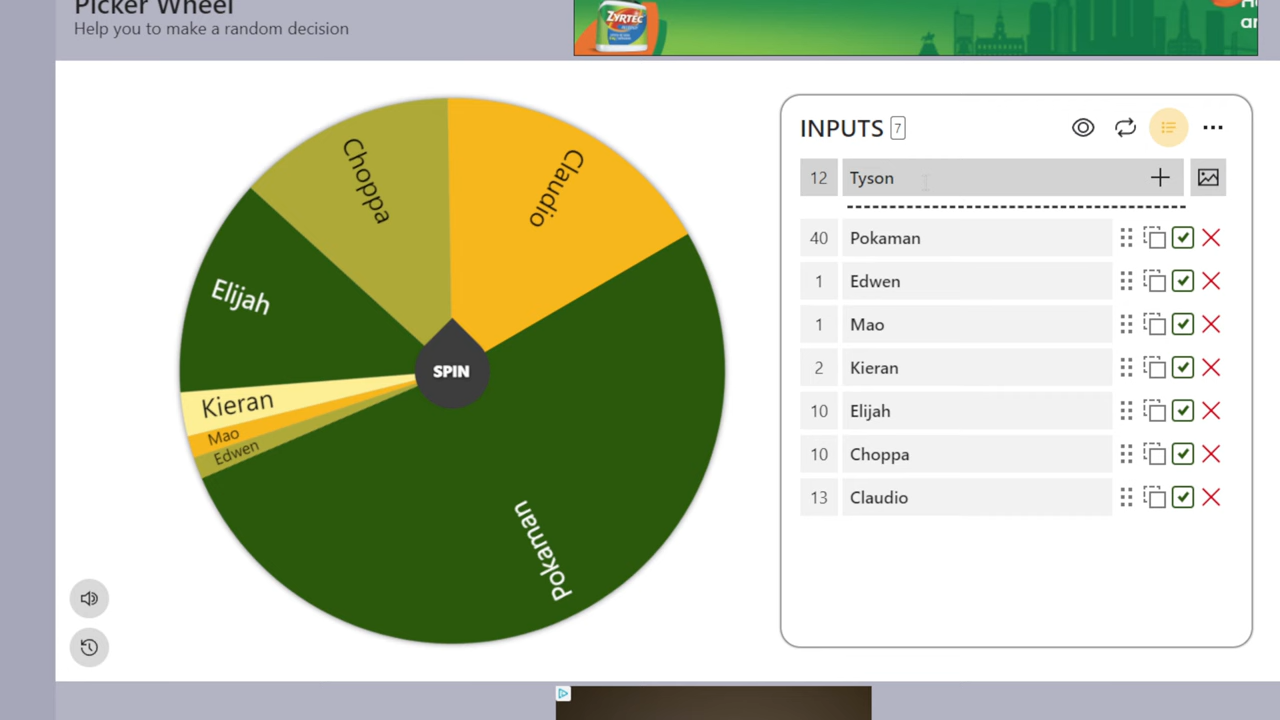 Picker Wheel
Help you to make a random decision
ZYRTEC
Choppa
Claudio
Elijah
SPIN
Kieran
Mao
Edwen
Pokaman
INPUTS 7
12 Tyson
40 Pokaman
1 Edwen
1 Mao
2 Kieran
10 Elijah
10 Choppa
13 Claudio